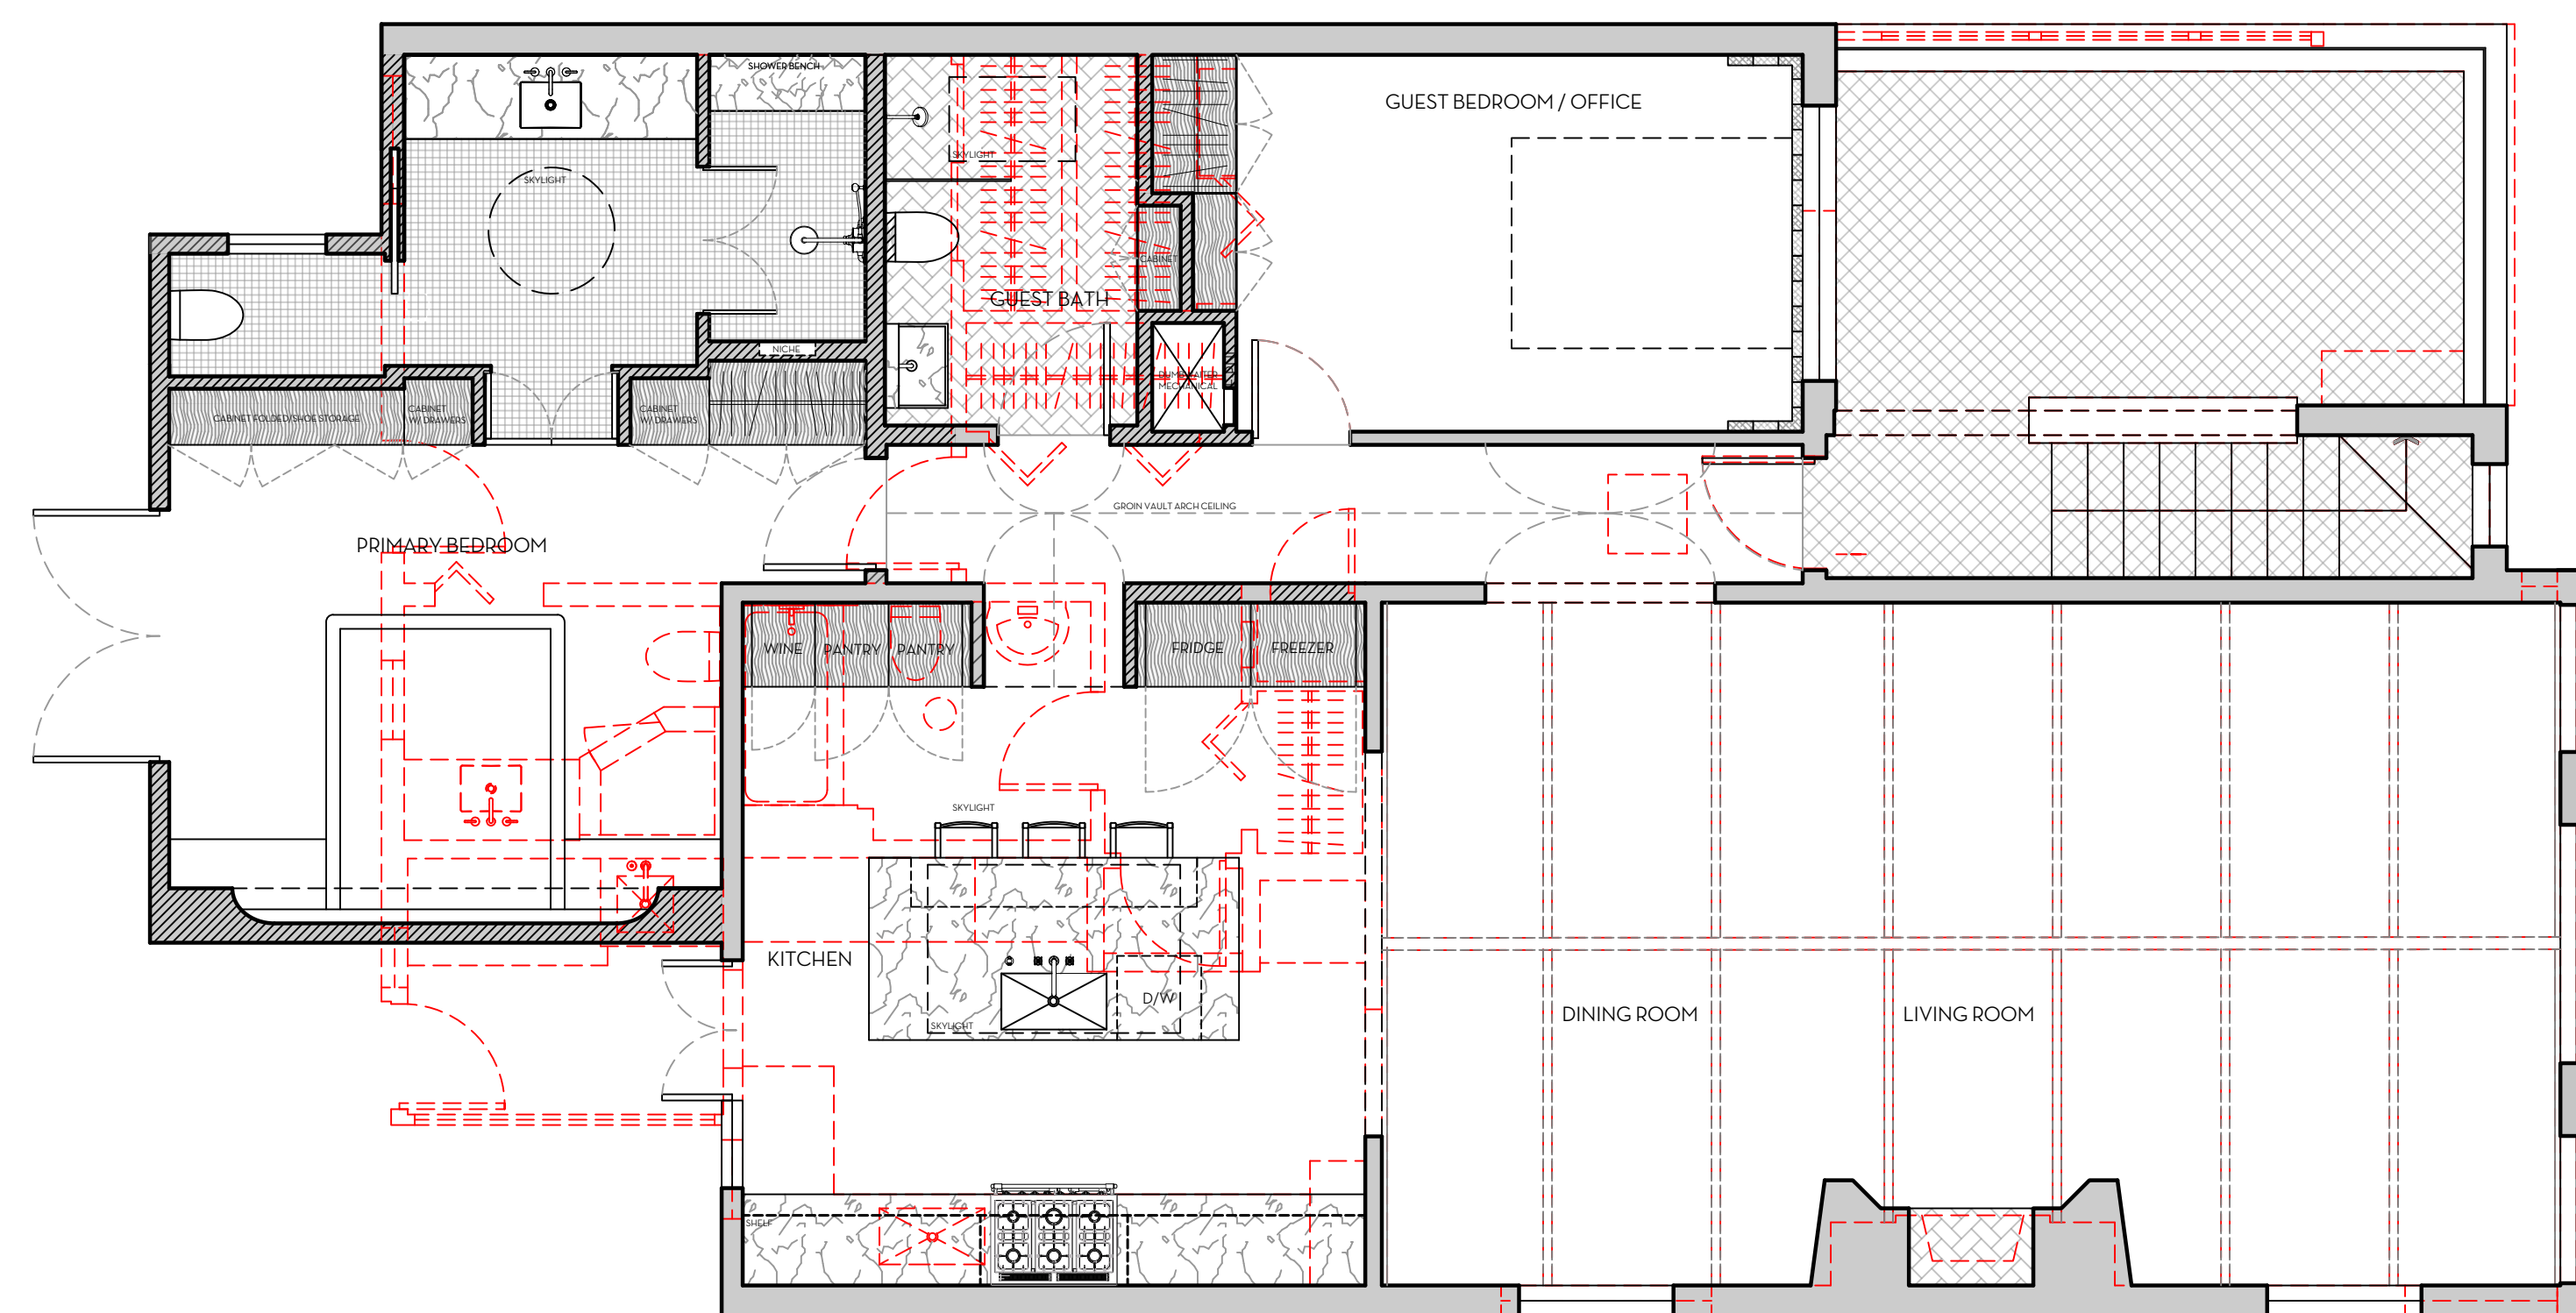 SHOWER BENCH
GUEST BEDROOM / OFFICE
SKYLIGHT
SKYLIGHT
CABINET
GUEST BATH
NICHE
DUMBWAITER
MECHANICAL
CABINET FOLDED/SHOE STORAGE
CABINET
W/ DRAWERS
CABINET
W/ DRAWERS
GROIN VAULT ARCH CEILING
PRIMARY BEDROOM
WINE
PANTRY
PANTRY
FRIDGE
FREEZER
SKYLIGHT
KITCHEN
D/W
SKYLIGHT
DINING ROOM
LIVING ROOM
SHELF